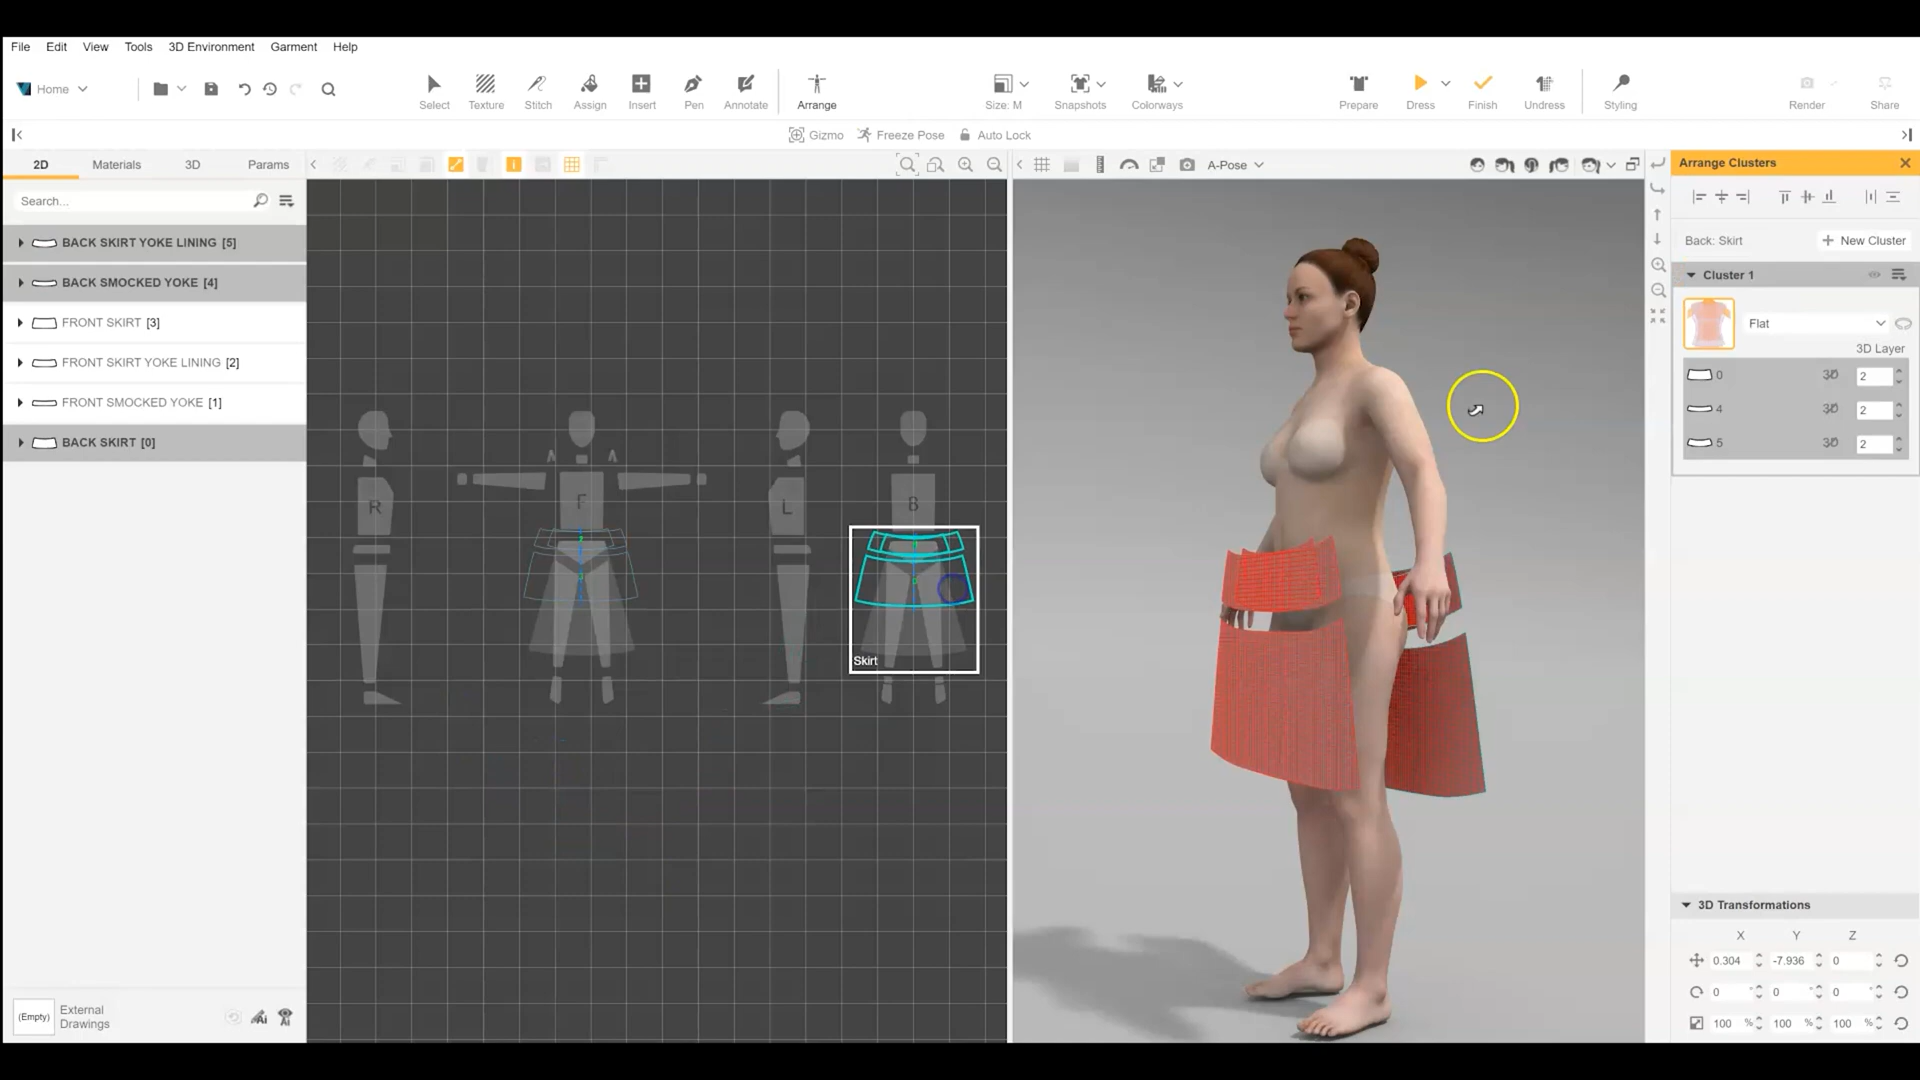 File Edit View Tools 3D Environment Garment Help
Home
Select Texture Stitch Assign Insert Pen Annotate Arrange Size: M Snapshots Colorways Prepare Dress Finish Undress Styling Render Share
Gizmo Freeze Pose Auto Lock
2D Materials 3D Params
A-Pose
Arrange Clusters
Search...
BACK SKIRT YOKE LINING [5]
Back: Skirt + New Cluster
BACK SMOCKED YOKE [4]
Cluster 1
FRONT SKIRT [3]
Flat
3D Layer
FRONT SKIRT YOKE LINING [2]
0 3D 2
FRONT SMOCKED YOKE [1]
4 3D 2
BACK SKIRT [0]
5 3D 2
R F L B
Skirt
3D Transformations
X Y Z
0.304 -7.936 0
0 ° 0 ° 0 °
100 % 100 % 100 %
(Empty) External
Drawings
Ai Ai